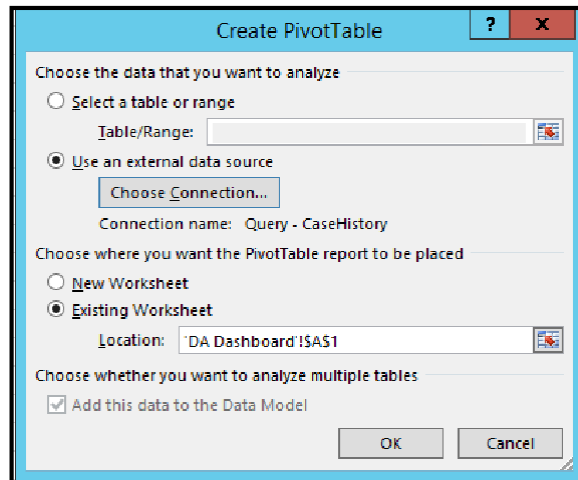 Create PivotTable
?
X
Choose the data that you want to analyze
Select a table or range
Table/Range:
Use an external data source
Choose Connection...
Connection name: Query - CaseHistory
Choose where you want the PivotTable report to be placed
New Worksheet
Existing Worksheet
Location: 'DA Dashboard'!$A$1
Choose whether you want to analyze multiple tables
Add this data to the Data Model
OK Cancel